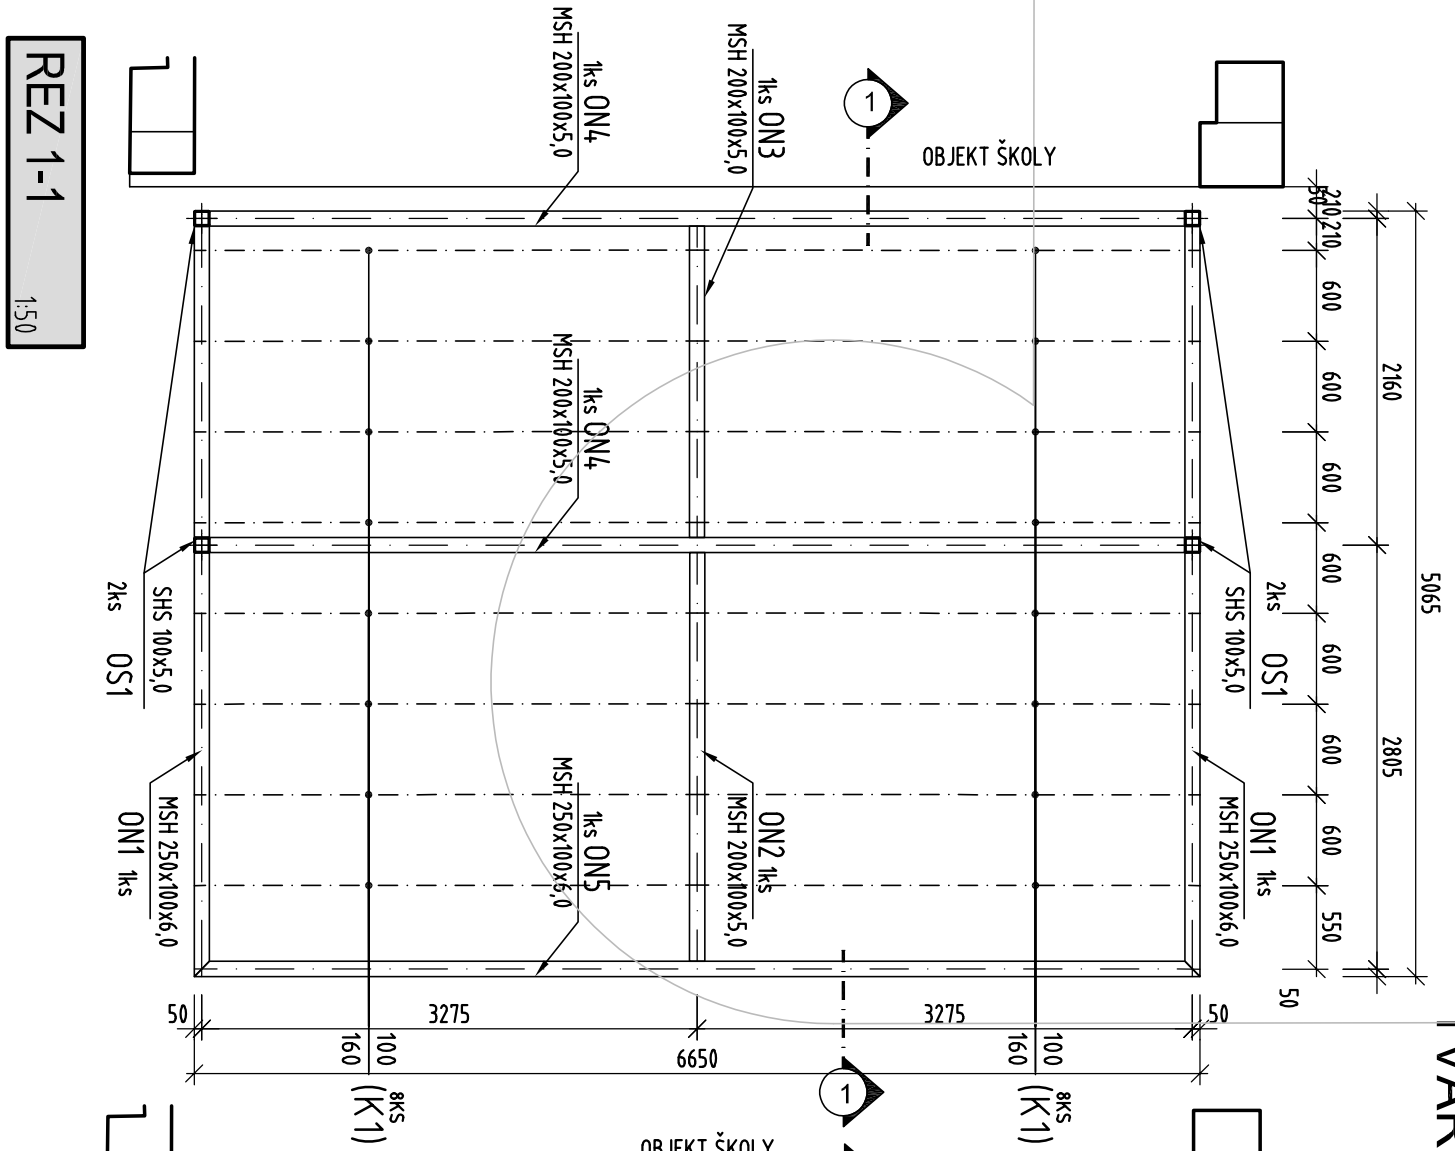 REZ 1-1
1:50
1ks ON4
MSH 200x100x5,0
1ks ON3
MSH 200x100x5,0
1
OBJEKT ŠKOLY
50
210
210
600
600
600
600
600
600
600
550
50
2160
2805
5065
1ks ON4
MSH 200x100x5,0
2ks OS1
SHS 100x5,0
2ks OS1
SHS 100x5,0
MSH 250x100x6,0
ON1 1ks
1ks ON5
MSH 250x100x6,0
ON2 1ks
MSH 200x100x5,0
ON1 1ks
MSH 250x100x6,0
50
3275
3275
50
6650
100
160
100
160
8KS
(K1)
8KS
(K1)
1
OBJEKT ŠKOLY